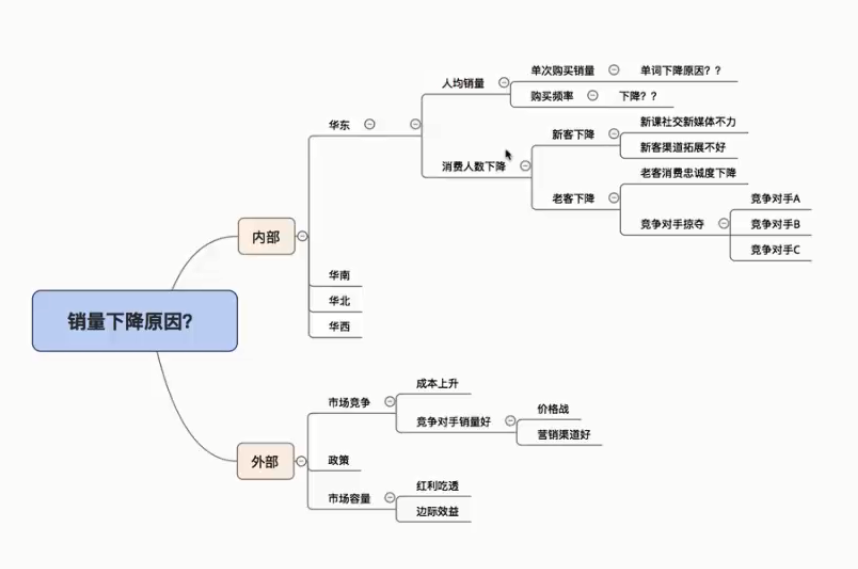 销量下降原因?
内部
华东
人均销量
单次购买销量
单词下降原因? ?
购买频率
下降? ?
消费人数下降
新客下降
新课社交新媒体不力
新客渠道拓展不好
老客下降
老客消费忠诚度下降
竞争对手掠夺
竞争对手A
竞争对手B
竞争对手C
华南
华北
华西
外部
市场竞争
成本上升
竞争对手销量好
价格战
营销渠道好
政策
市场容量
红利吃透
边际效益